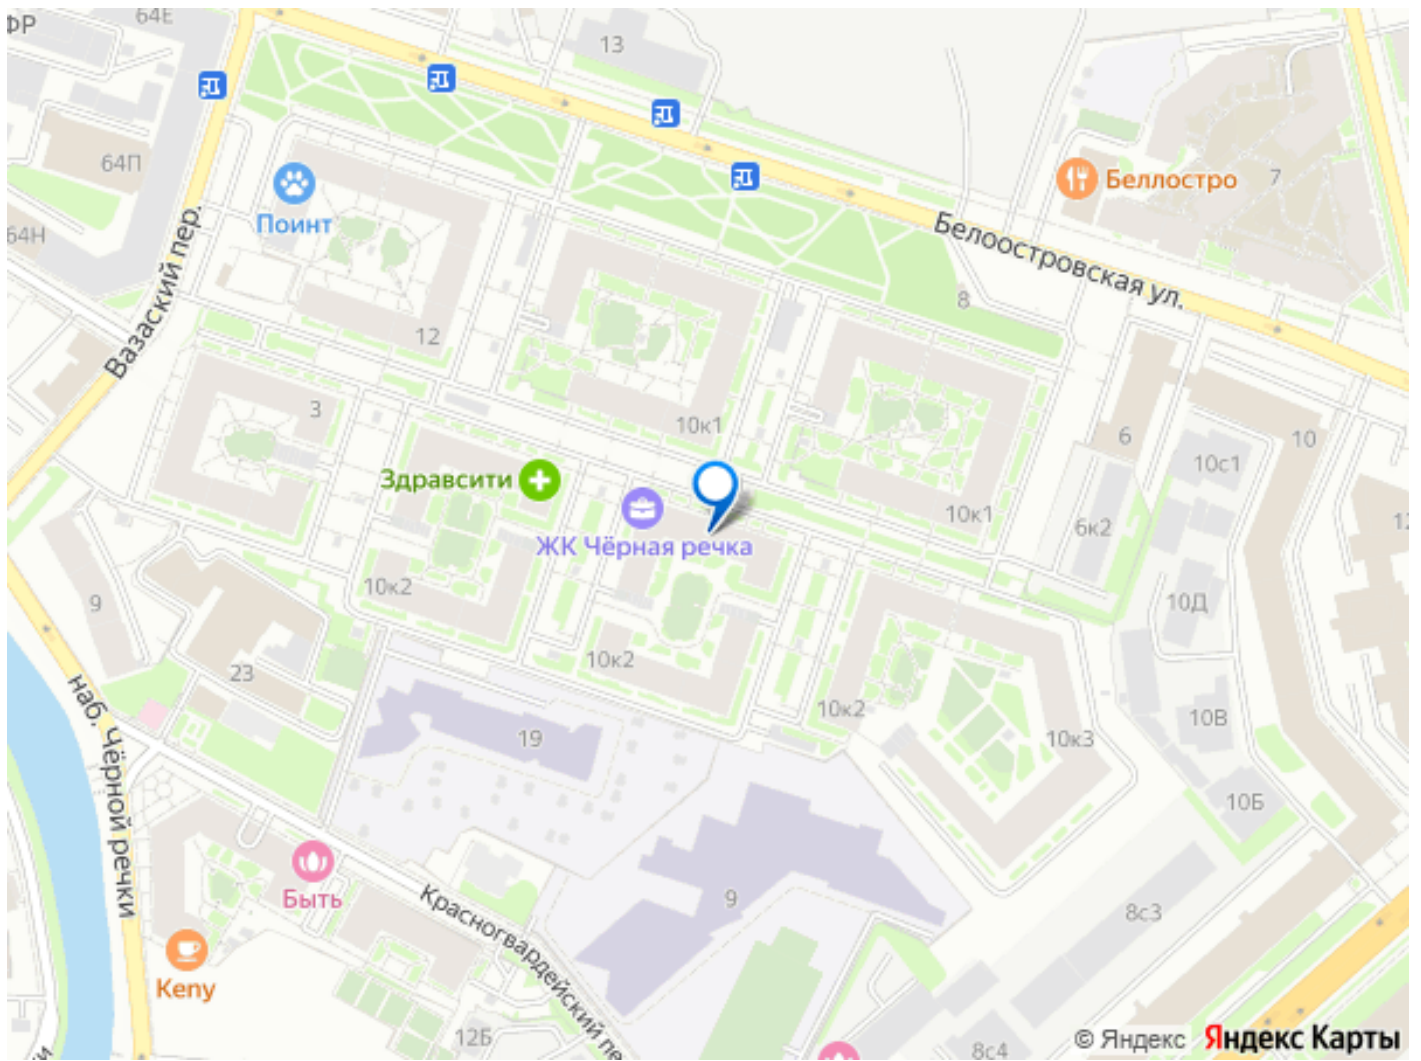 ФР
64Е
13
64П
Поинт
64Н
Вазаский пер.
Беллостро
7
Белоостровская ул.
8
12
3
10к1
6
10
10с1
Здравсити
10к1
6к2
12
ЖК Чёрная речка
10к2
9
10Д
10к2
23
10к2
10В
наб. Чёрной речки
19
10к3
10Б
Быть
9
8с3
Красногвардейский пе
Keny
12Б
8с4
и
© Яндекс Яндекс Карты